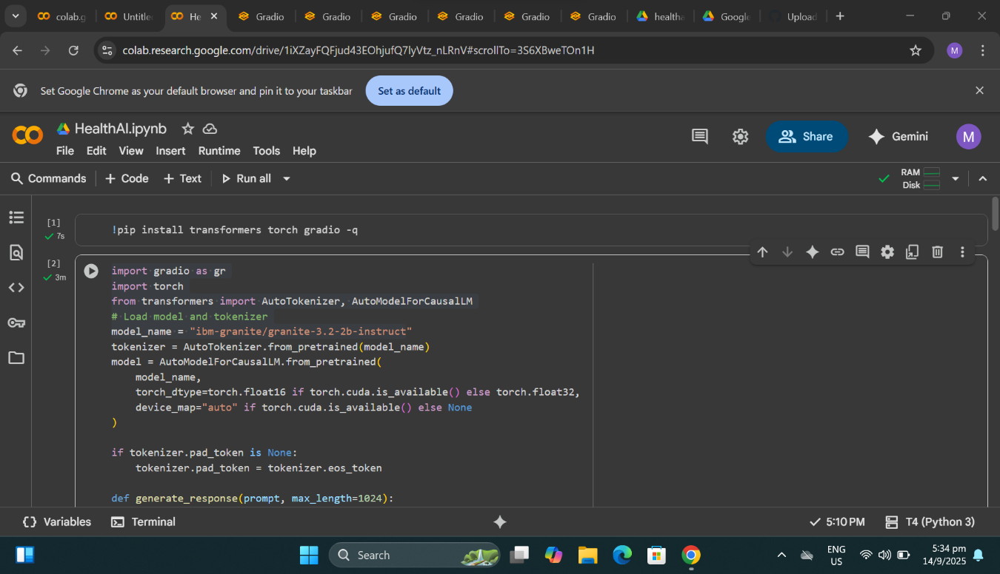 colab.g
Untitle
He
Gradio
Gradio
Gradio
Gradio
Gradio
Gradio
healtha
Google
Upload
colab.research.google.com/drive/1iXZayFQFjud43EOhjufQ7lyVtz_nLRnV#scrollTo=3S6XBweTOn1H
M
Set Google Chrome as your default browser and pin it to your taskbar
Set as default
HealthAI.ipynb
File Edit View Insert Runtime Tools Help
Share
Gemini
M
Commands + Code + Text Run all
RAM
Disk
[1]
7s
!pip install transformers torch gradio -q
[2]
3m
import gradio as gr
import torch
from transformers import AutoTokenizer, AutoModelForCausalLM
# Load model and tokenizer
model_name = "ibm-granite/granite-3.2-2b-instruct"
tokenizer = AutoTokenizer.from_pretrained(model_name)
model = AutoModelForCausalLM.from_pretrained(
    model_name,
    torch_dtype=torch.float16 if torch.cuda.is_available() else torch.float32,
    device_map="auto" if torch.cuda.is_available() else None
)
if tokenizer.pad_token is None:
    tokenizer.pad_token = tokenizer.eos_token
def generate_response(prompt, max_length=1024):
{} Variables
Terminal
5:10 PM
T4 (Python 3)
Search
ENG
US
5:34 pm
14/9/2025